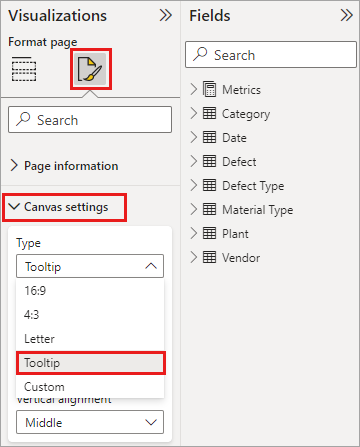 Visualizations >>
Format page
Search
Page information
Canvas settings
Type
Tooltip
16:9
4:3
Letter
Tooltip
Custom
Vertical alignment
Middle
Fields
Search
Metrics
Category
Date
Defect
Defect Type
Material Type
Plant
Vendor